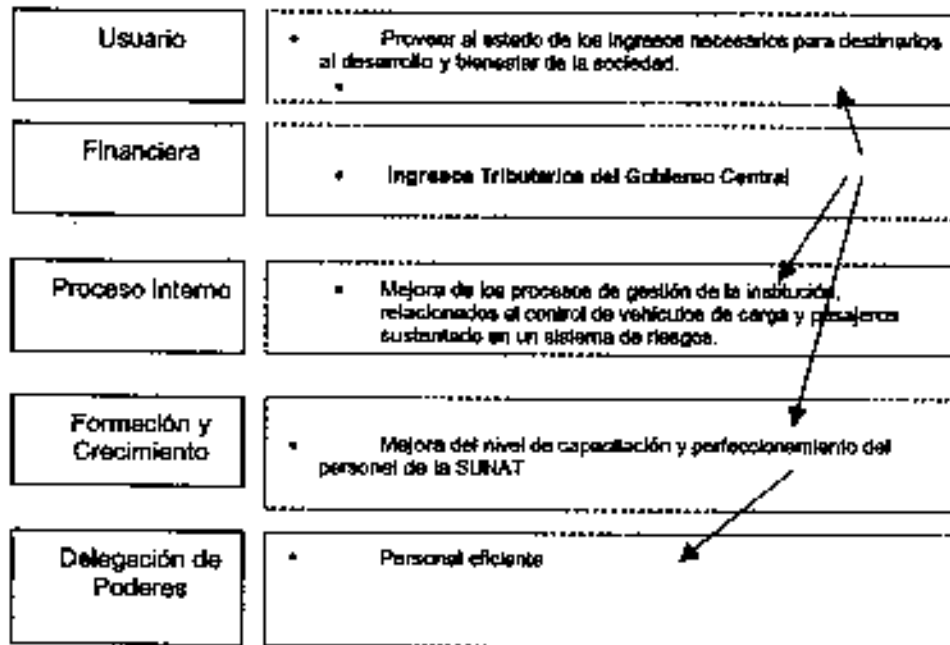 Usuario
• Proveer al estado de los ingresos necesarios para destinarlos
al desarrollo y bienestar de la sociedad.
•
Financiera
• Ingresos Tributarios del Gobierno Central
Proceso Interno
• Mejora de los procesos de gestión de la institución,
relacionados al control de vehículos de carga y pasajeros
sustentado en un sistema de riesgos.
Formación y
Crecimiento
• Mejora del nivel de capacitación y perfeccionamiento del
personal de la SUNAT
Delegación de
Poderes
• Personal eficiente